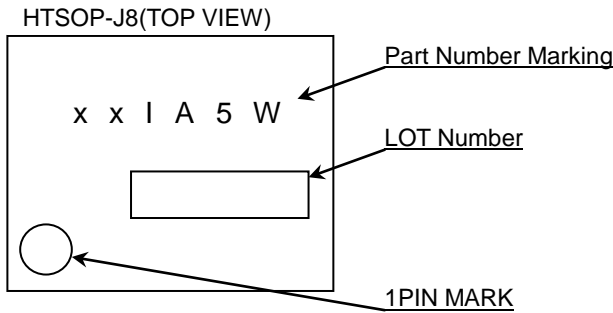 HTSOP-J8(TOP VIEW)
Part Number Marking
x x I A 5 W
LOT Number
1PIN MARK